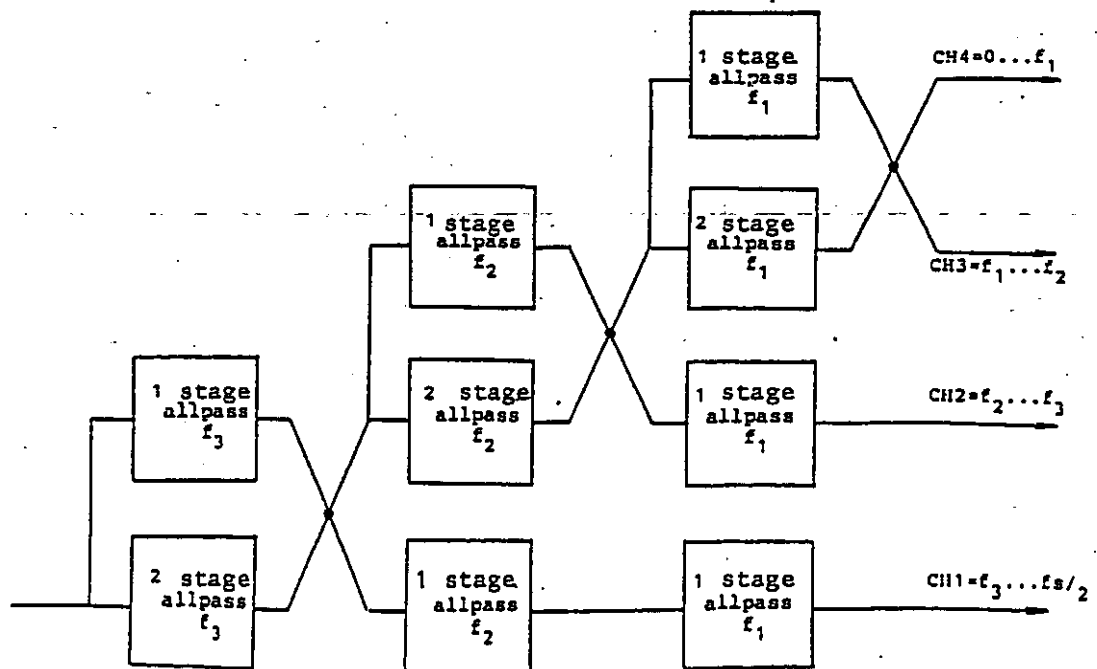 1 stage
allpass
f₁
CH4=0...f₁
1 stage
allpass
f₂
2 stage
allpass
f₁
CH3=f₁...f₂
1 stage
allpass
f₃
2 stage
allpass
f₂
1 stage
allpass
f₁
CH2=f₂...f₃
2 stage
allpass
f₃
1 stage
allpass
f₂
1 stage
allpass
f₁
CH1=f₃...fs/2